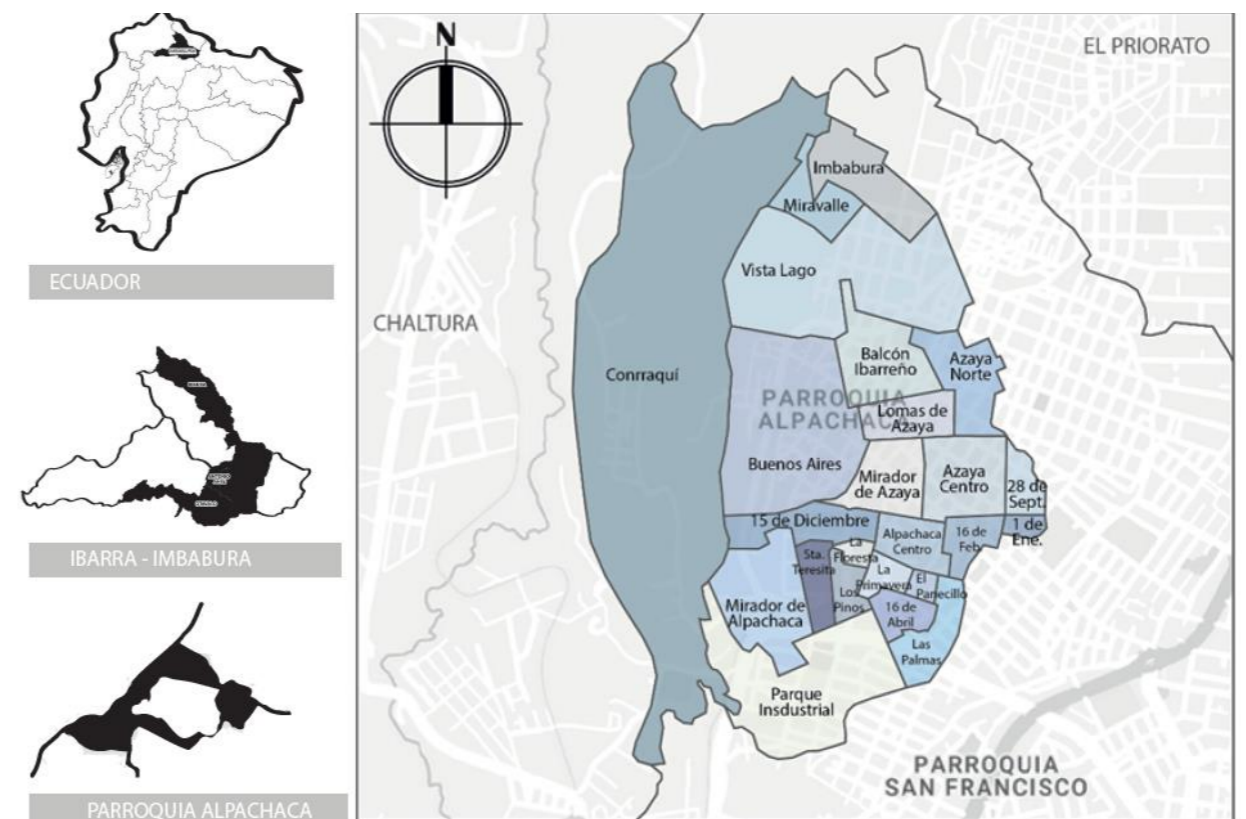 ECUADOR
IBARRA - IMBABURA
PARROQUIA ALPACHACA
N
EL PRIORATO
CHALTURA
Imbabura
Miravalle
Vista Lago
Conrraquí
Balcón
Ibarreño
Azaya
Norte
PARROQUIA
ALPACHACA
Lomas de
Azaya
Buenos Aires
Mirador
de Azaya
Azaya
Centro
28 de
Sept.
15 de Diciembre
Alpachaca
Centro
16 de
Feb.
1 de
Ene.
Sta.
Teresita
La
Floresta
La
Primavera
El
Panecillo
Los
Pinos
16 de
Abril
Mirador de
Alpachaca
Las
Palmas
Parque
Insdustrial
PARROQUIA
SAN FRANCISCO